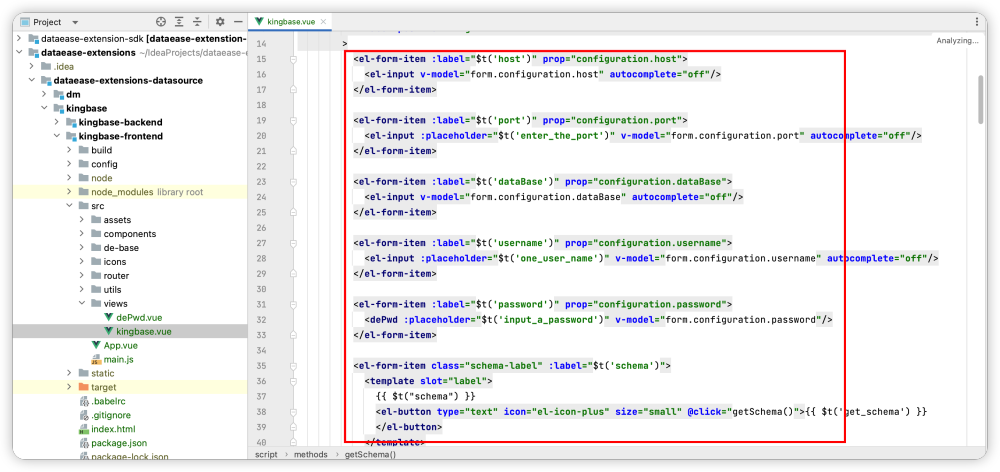 Project
kingbase.vue
Analyzing...
dataease-extension-sdk [dataease-extenstion-
dataease-extensions ~/IdeaProjects/dataease-e
.idea
dataease-extensions-datasource
dm
kingbase
kingbase-backend
kingbase-frontend
build
config
node
node_modules library root
src
assets
components
de-base
icons
router
utils
views
dePwd.vue
kingbase.vue
App.vue
main.js
static
target
.babelrc
.gitignore
index.html
package.json
package-lock.json
14 >
15 <el-form-item :label="$t('host')" prop="configuration.host">
16 <el-input v-model="form.configuration.host" autocomplete="off"/>
17 </el-form-item>
18
19 <el-form-item :label="$t('port')" prop="configuration.port">
20 <el-input :placeholder="$t('enter_the_port')" v-model="form.configuration.port" autocomplete="off"/>
21 </el-form-item>
22
23 <el-form-item :label="$t('dataBase')" prop="configuration.dataBase">
24 <el-input v-model="form.configuration.dataBase" autocomplete="off"/>
25 </el-form-item>
26
27 <el-form-item :label="$t('username')" prop="configuration.username">
28 <el-input :placeholder="$t('one_user_name')" v-model="form.configuration.username" autocomplete="off"/>
29 </el-form-item>
30
31 <el-form-item :label="$t('password')" prop="configuration.password">
32 <dePwd :placeholder="$t('input_a_password')" v-model="form.configuration.password"/>
33 </el-form-item>
34
35 <el-form-item class="schema-label" :label="$t('schema')">
36 <template slot="label">
37 {{ $t("schema") }}
38 <el-button type="text" icon="el-icon-plus" size="small" @click="getSchema()">{{ $t('get_schema') }}
39 </el-button>
40 </template>
script › methods › getSchema()